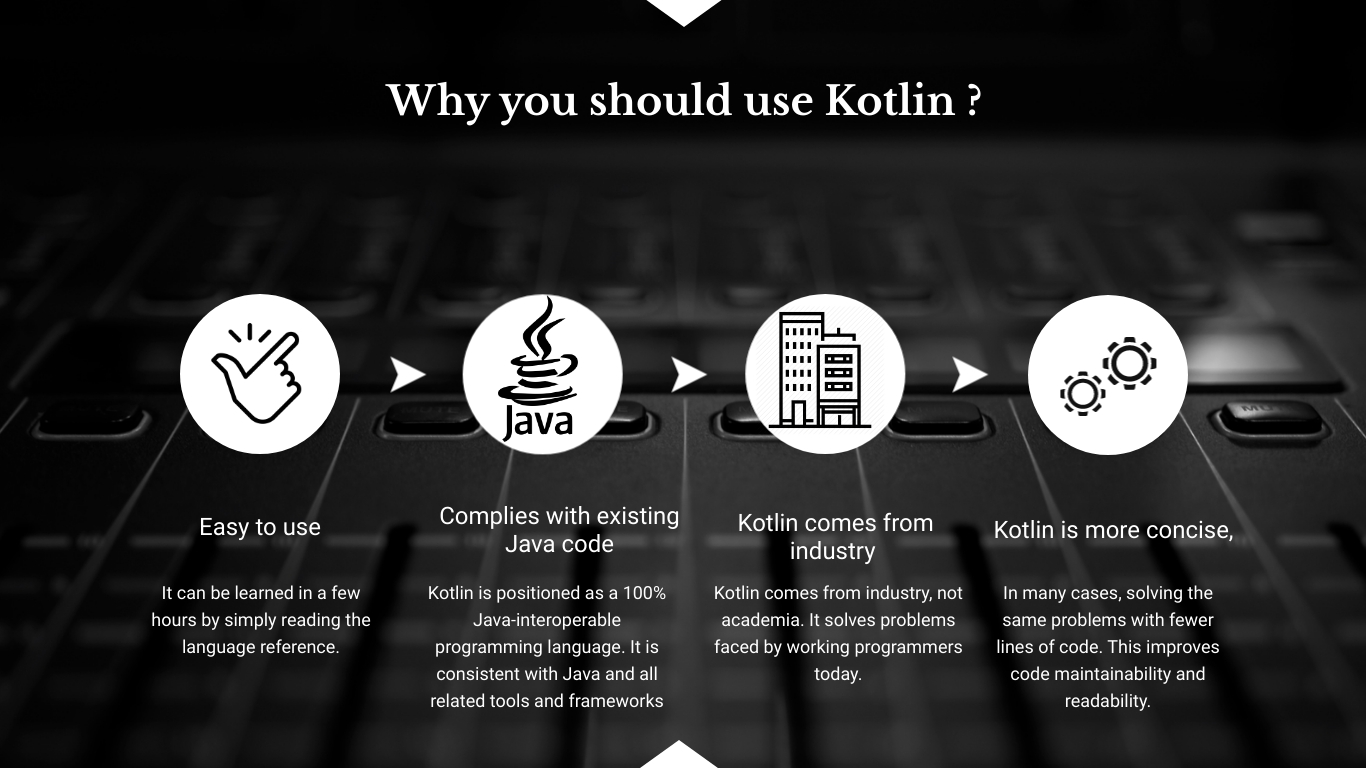 Why you should use Kotlin ?
Java
Easy to use
It can be learned in a few
hours by simply reading the
language reference.
Complies with existing
Java code
Kotlin is positioned as a 100%
Java-interoperable
programming language. It is
consistent with Java and all
related tools and frameworks
Kotlin comes from
industry
Kotlin comes from industry, not
academia. It solves problems
faced by working programmers
today.
Kotlin is more concise,
In many cases, solving the
same problems with fewer
lines of code. This improves
code maintainability and
readability.